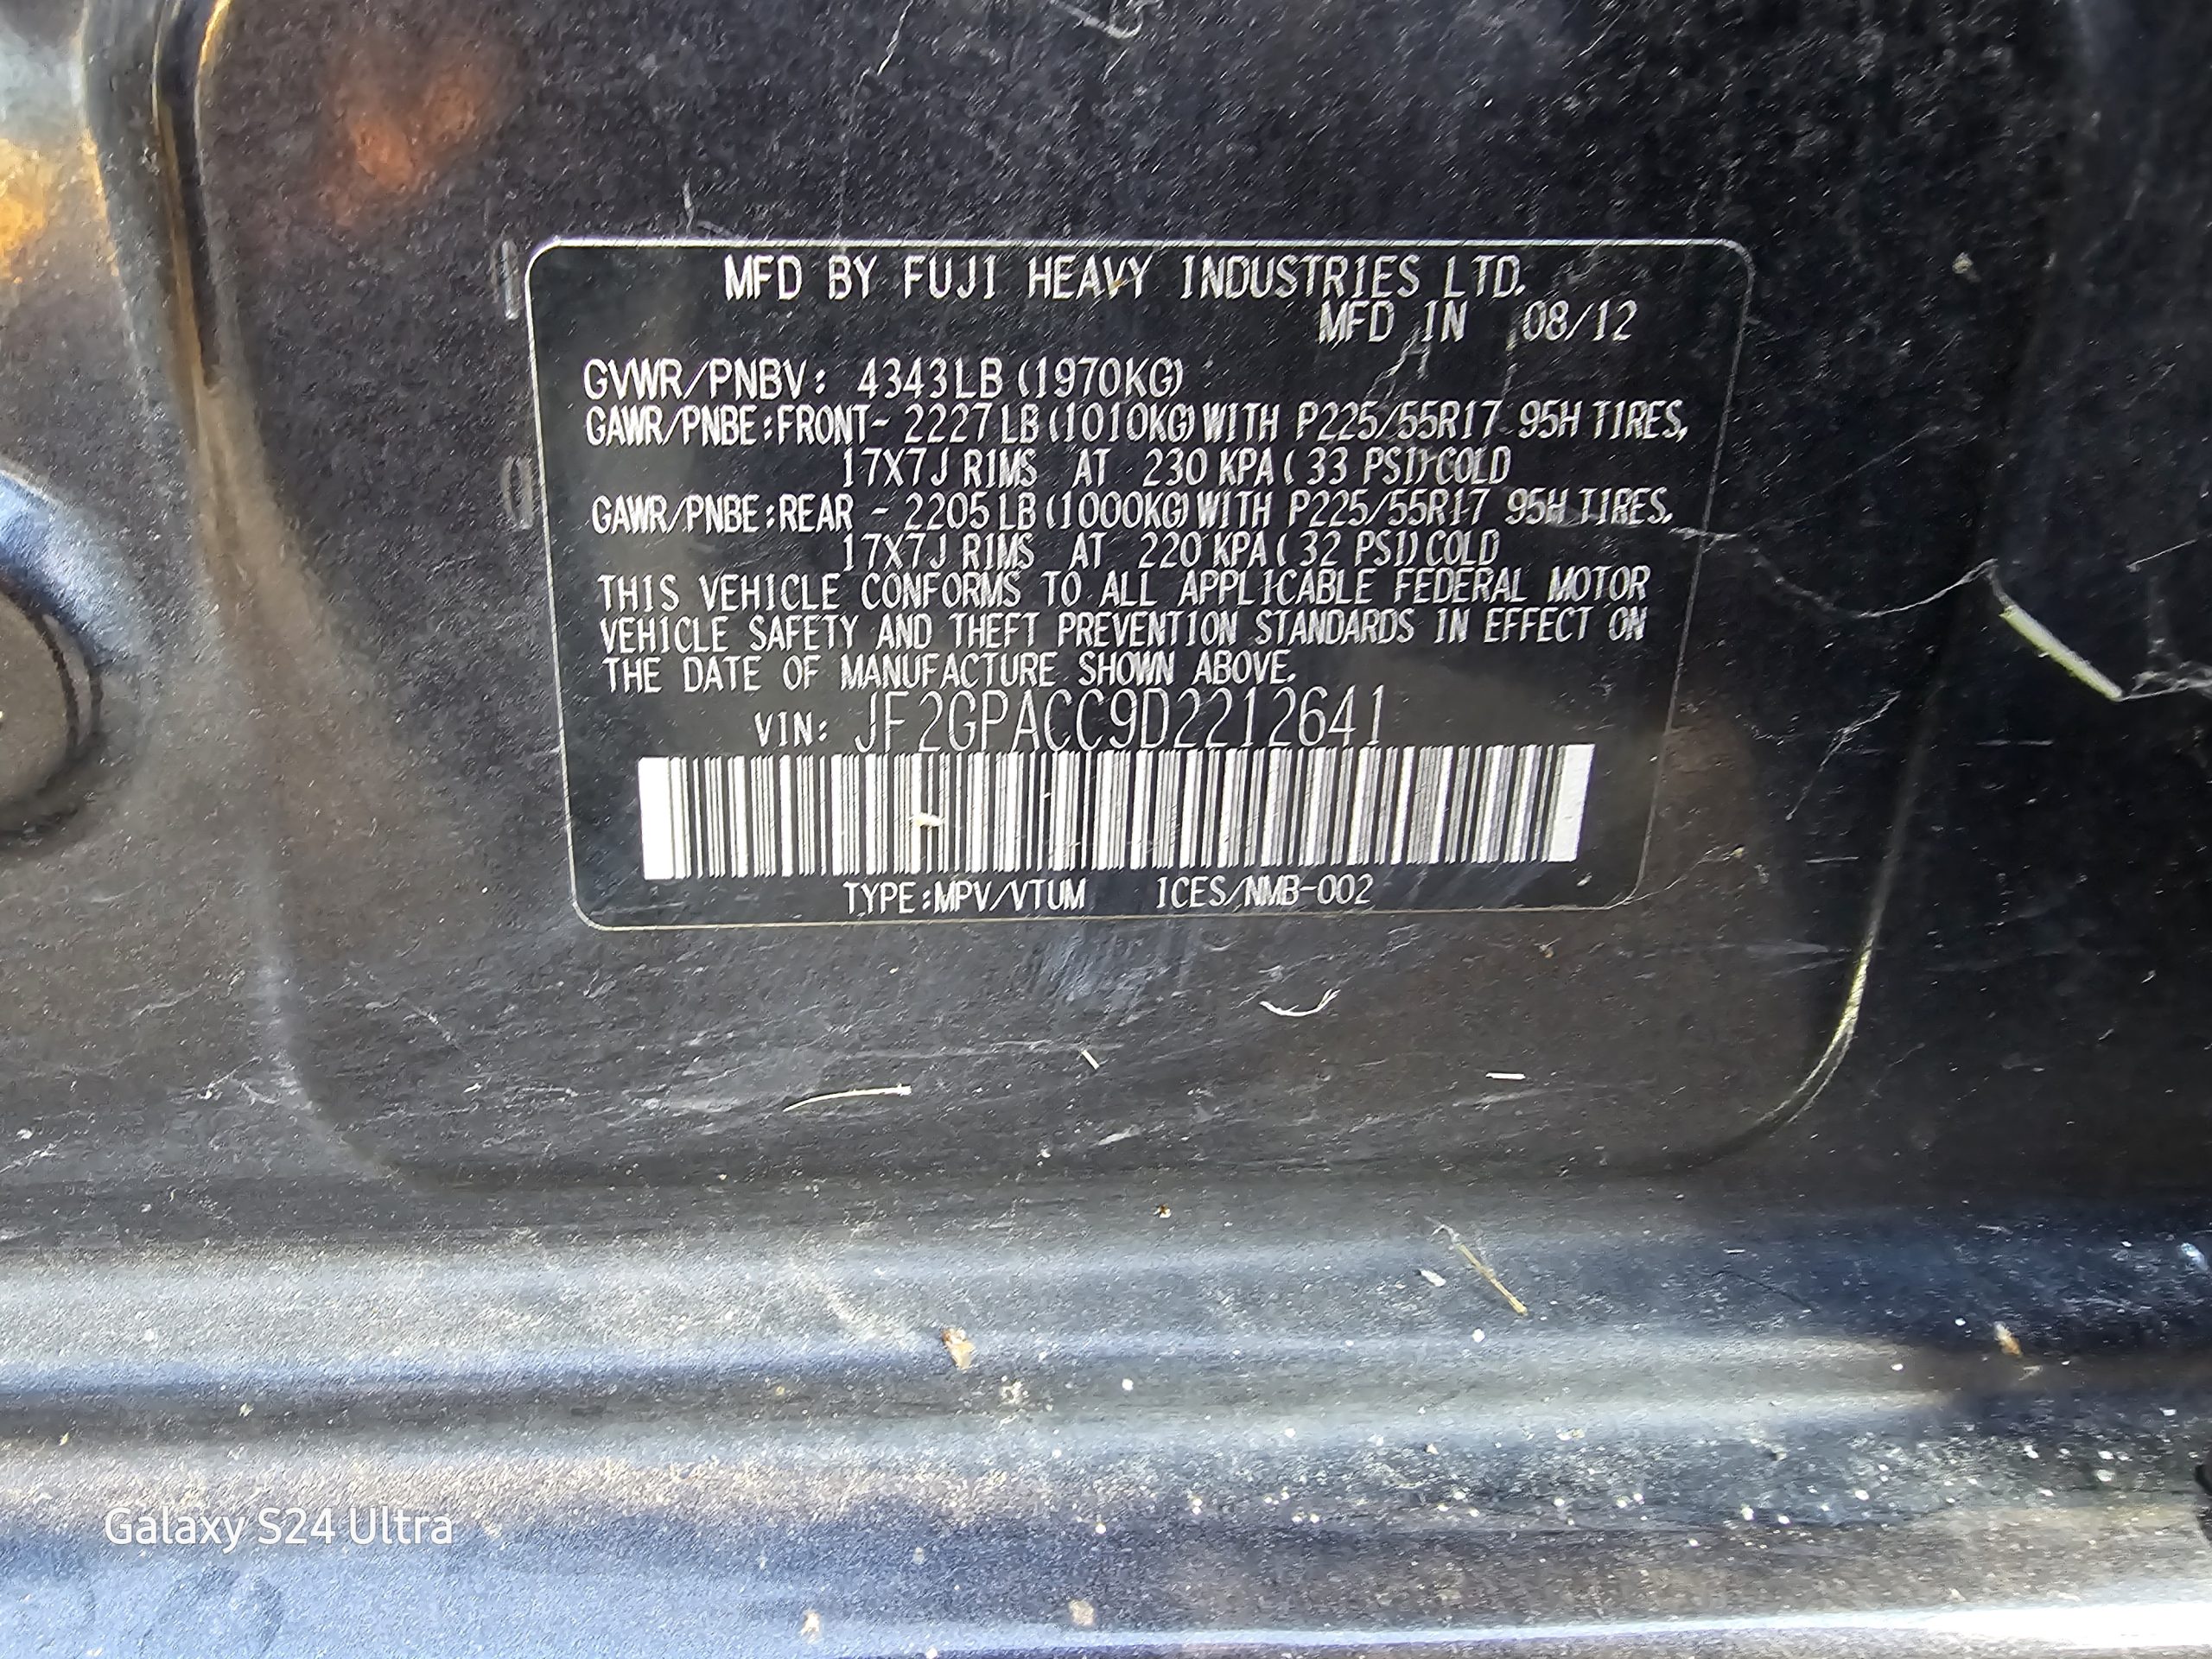 MFD BY FUJI HEAVY INDUSTRIES LTD.
MFD IN 08/12
GVWR/PNBV: 4343LB (1970KG)
GAWR/PNBE:FRONT- 2227LB (1010KG) WITH P225/55R17 95H TIRES,
17X7J RIMS AT 230 KPA( 33 PSI) COLD
GAWR/PNBE:REAR - 2205LB (1000KG) WITH P225/55R17 95H TIRES,
17X7J RIMS AT 220 KPA( 32 PSI) COLD
THIS VEHICLE CONFORMS TO ALL APPLICABLE FEDERAL MOTOR
VEHICLE SAFETY AND THEFT PREVENTION STANDARDS IN EFFECT ON
THE DATE OF MANUFACTURE SHOWN ABOVE.
VIN: JF2GPACC9D2212641
TYPE:MPV/VTUM ICES/NMB-002
Galaxy S24 Ultra